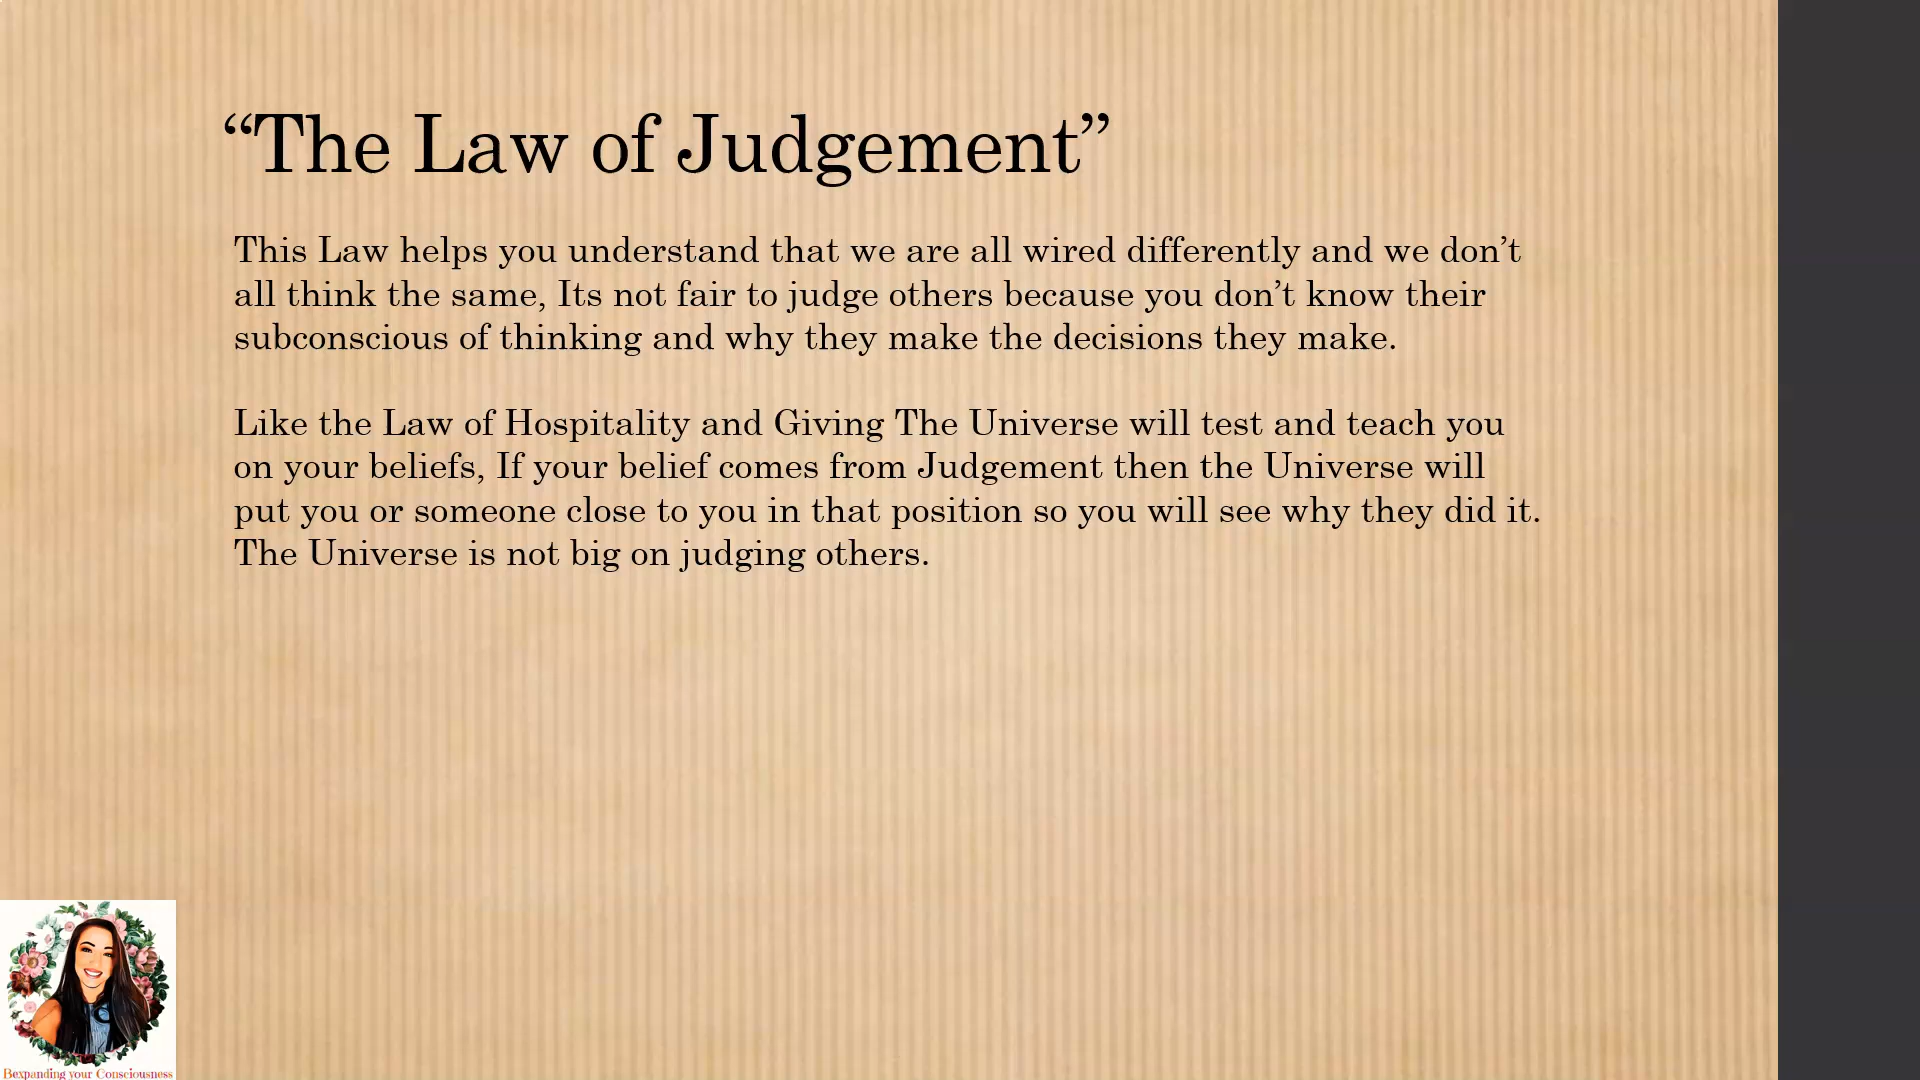 “The Law of Judgement”
This Law helps you understand that we are all wired differently and we don’t
all think the same, Its not fair to judge others because you don’t know their
subconscious of thinking and why they make the decisions they make.
Like the Law of Hospitality and Giving The Universe will test and teach you
on your beliefs, If your belief comes from Judgement then the Universe will
put you or someone close to you in that position so you will see why they did it.
The Universe is not big on judging others.
Bexpanding your Consciousness